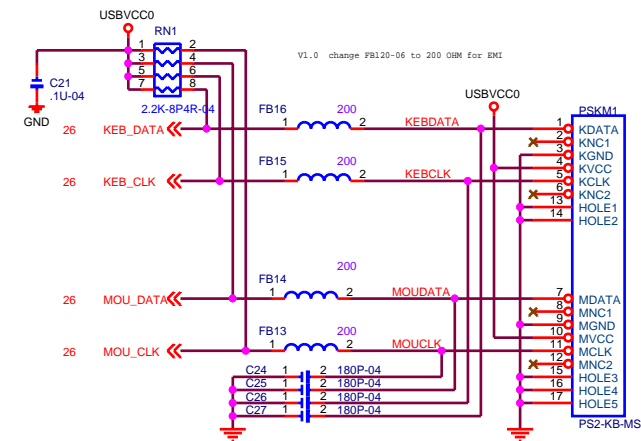 USBVCC0
RN1
1 2
3 4
5 6
7 8
2.2K-8P4R-04
C21
.1U-04
GND
V1.0 change FB120-06 to 200 OHM for EMI
USBVCC0
PSKM1
26 KEB_DATA
FB16
200
1 2
KEBDATA
26 KEB_CLK
FB15
200
1 2
KEBCLK
26 MOU_DATA
FB14
200
1 2
MOUDATA
26 MOU_CLK
FB13
200
1 2
MOUCLK
C24 1 2 180P-04
C25 1 2 180P-04
C26 1 2 180P-04
C27 1 2 180P-04
1 KDATA
2 KNC1
3 KGND
4 KVCC
5 KCLK
6 KNC2
13 HOLE1
14 HOLE2
7 MDATA
8 MNC1
9 MGND
10 MVCC
11 MCLK
12 MNC2
15 HOLE3
16 HOLE4
17 HOLE5
PS2-KB-MS